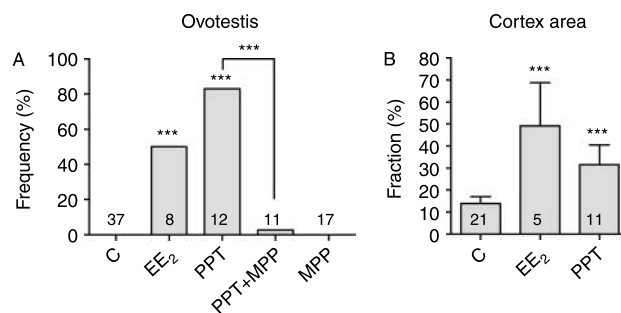 Ovotestis
A
Frequency (%)
100
80
60
40
20
0
***
***
***
37
8
12
11
17
C
EE₂
PPT
PPT+MPP
MPP
Cortex area
B
Fraction (%)
80
70
60
50
40
30
20
10
0
***
***
21
5
11
C
EE₂
PPT